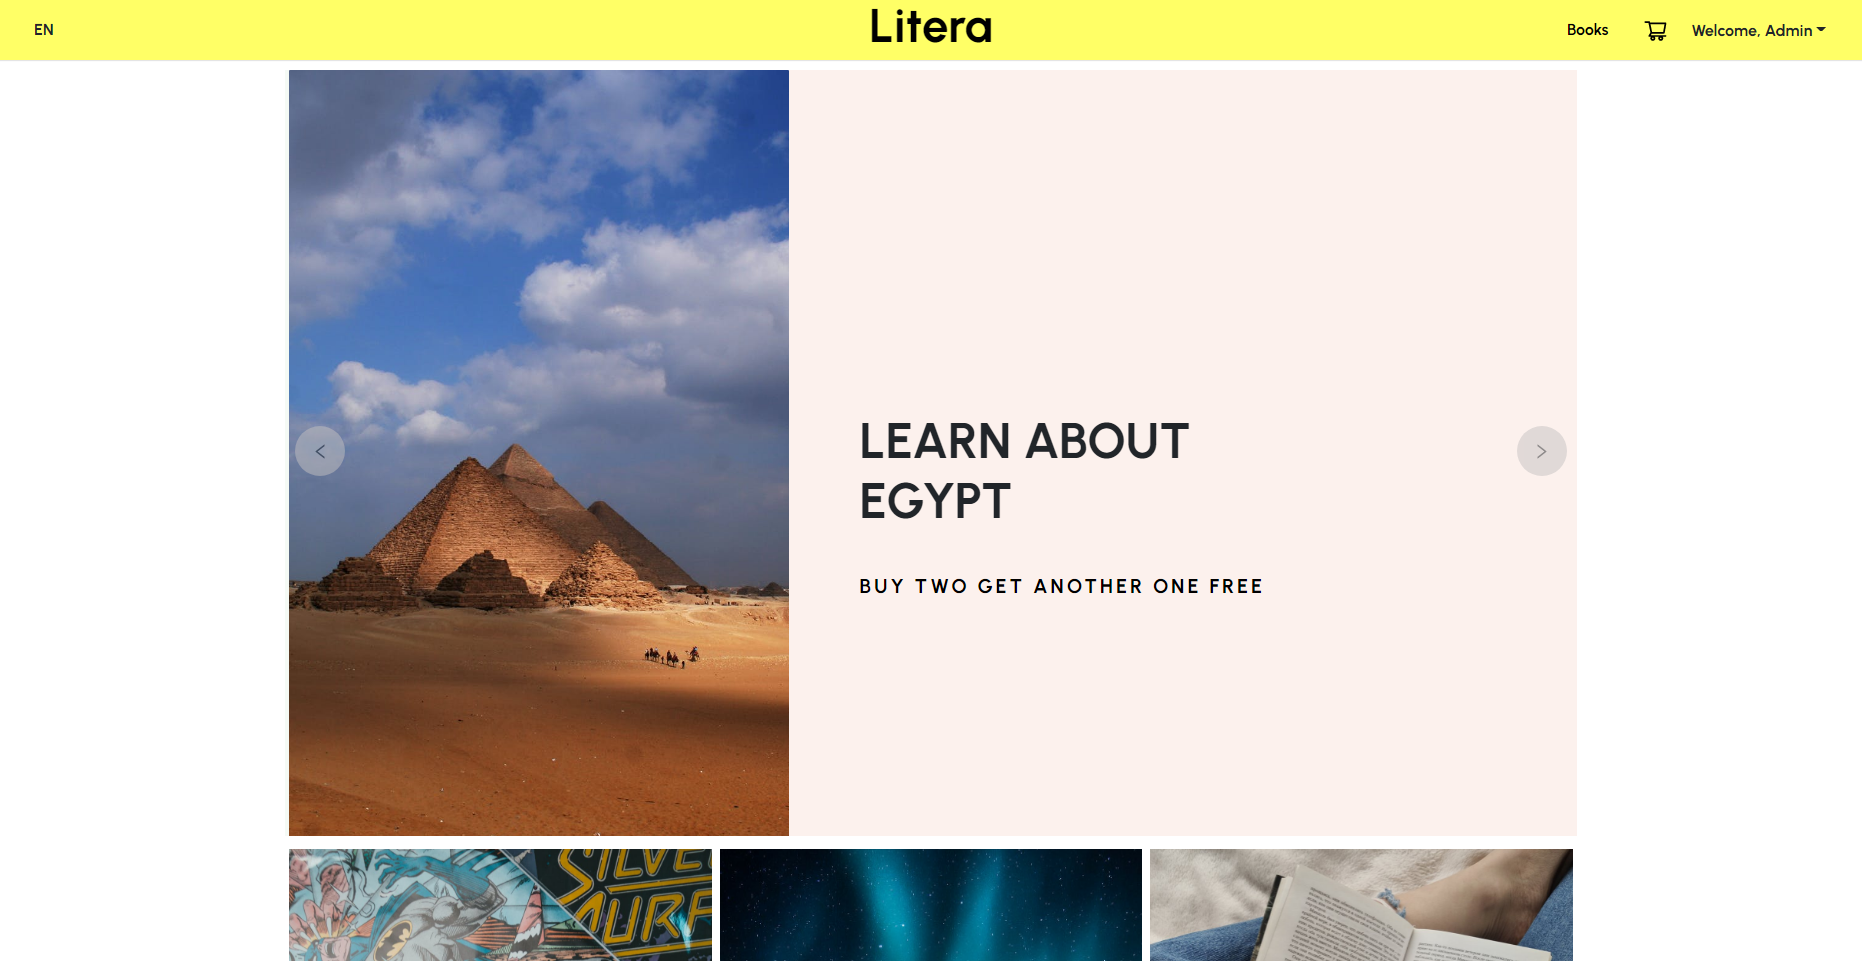 EN
Litera
Books
Welcome, Admin
<
>
LEARN ABOUT
EGYPT
BUY TWO GET ANOTHER ONE FREE
SILVE
SURF